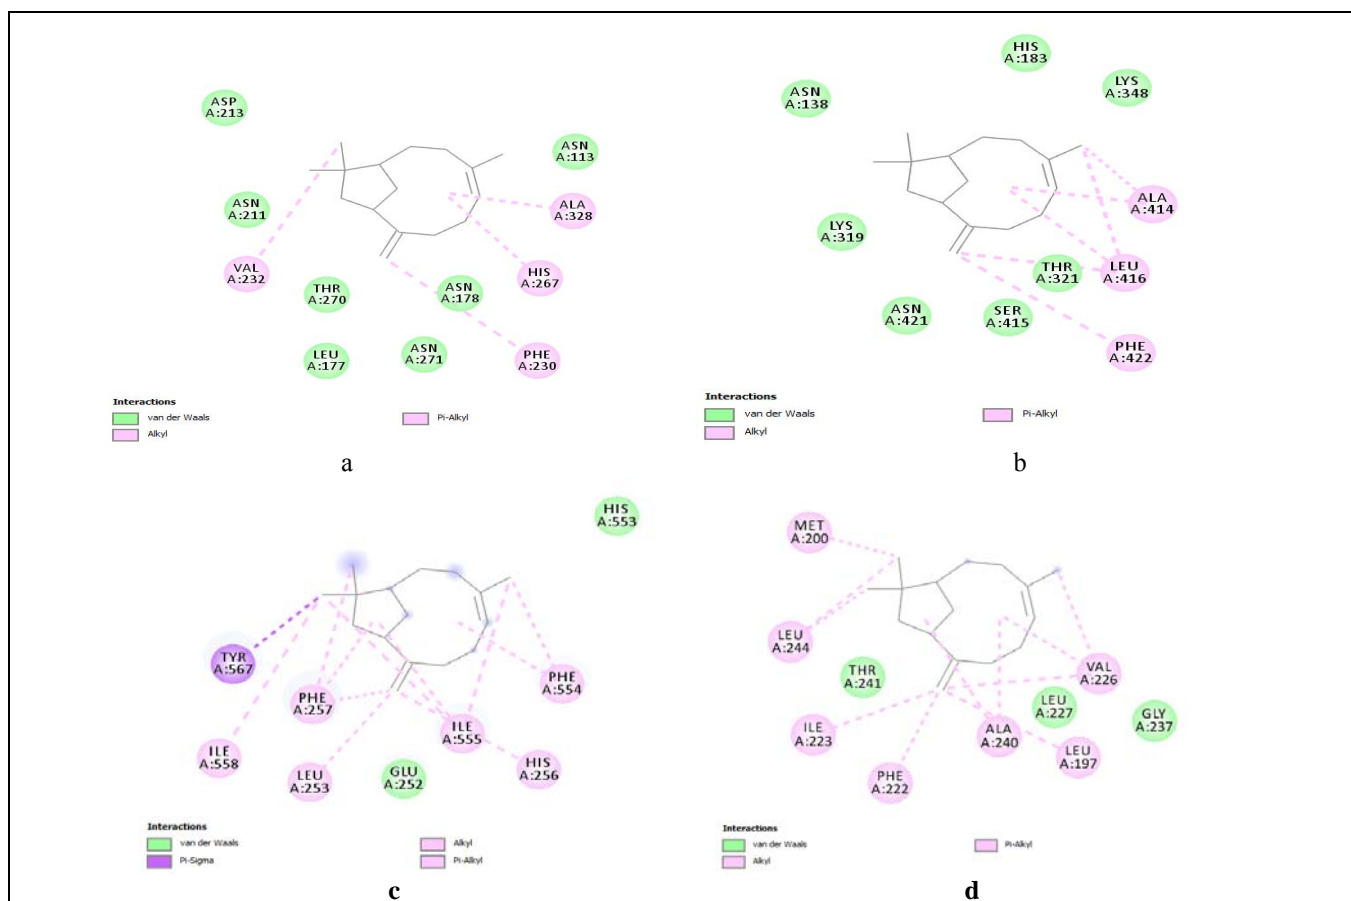 ASP
A:213
ASN
A:113
ASN
A:211
ALA
A:328
VAL
A:232
HIS
A:267
THR
A:270
ASN
A:178
LEU
A:177
ASN
A:271
PHE
A:230
Interactions
van der Waals
Alkyl
Pi-Alkyl
a
HIS
A:183
ASN
A:138
LYS
A:348
ALA
A:414
LYS
A:319
THR
A:321
LEU
A:416
ASN
A:421
SER
A:415
PHE
A:422
Interactions
van der Waals
Alkyl
Pi-Alkyl
b
HIS
A:553
TYR
A:567
PHE
A:257
PHE
A:554
ILE
A:555
ILE
A:558
LEU
A:253
GLU
A:252
HIS
A:256
Interactions
van der Waals
Pi-Sigma
Alkyl
Pi-Alkyl
c
MET
A:200
LEU
A:244
THR
A:241
VAL
A:226
LEU
A:227
GLY
A:237
ILE
A:223
ALA
A:240
LEU
A:197
PHE
A:222
Interactions
van der Waals
Alkyl
Pi-Alkyl
d